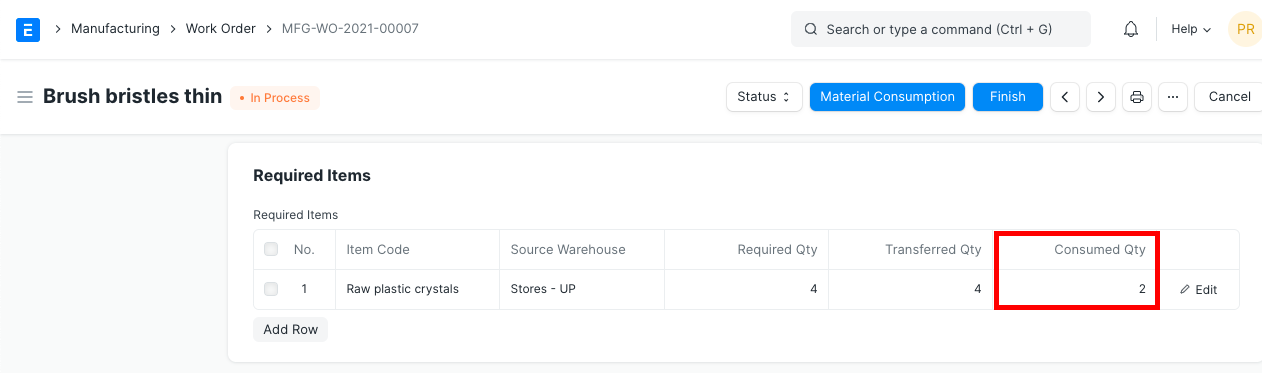 E > Manufacturing > Work Order > MFG-WO-2021-00007 Search or type a command (Ctrl + G) Help PR
Brush bristles thin • In Process Status Material Consumption Finish < > ··· Cancel
Required Items
Required Items
No. Item Code Source Warehouse Required Qty Transferred Qty Consumed Qty
1 Raw plastic crystals Stores - UP 4 4 2 Edit
Add Row